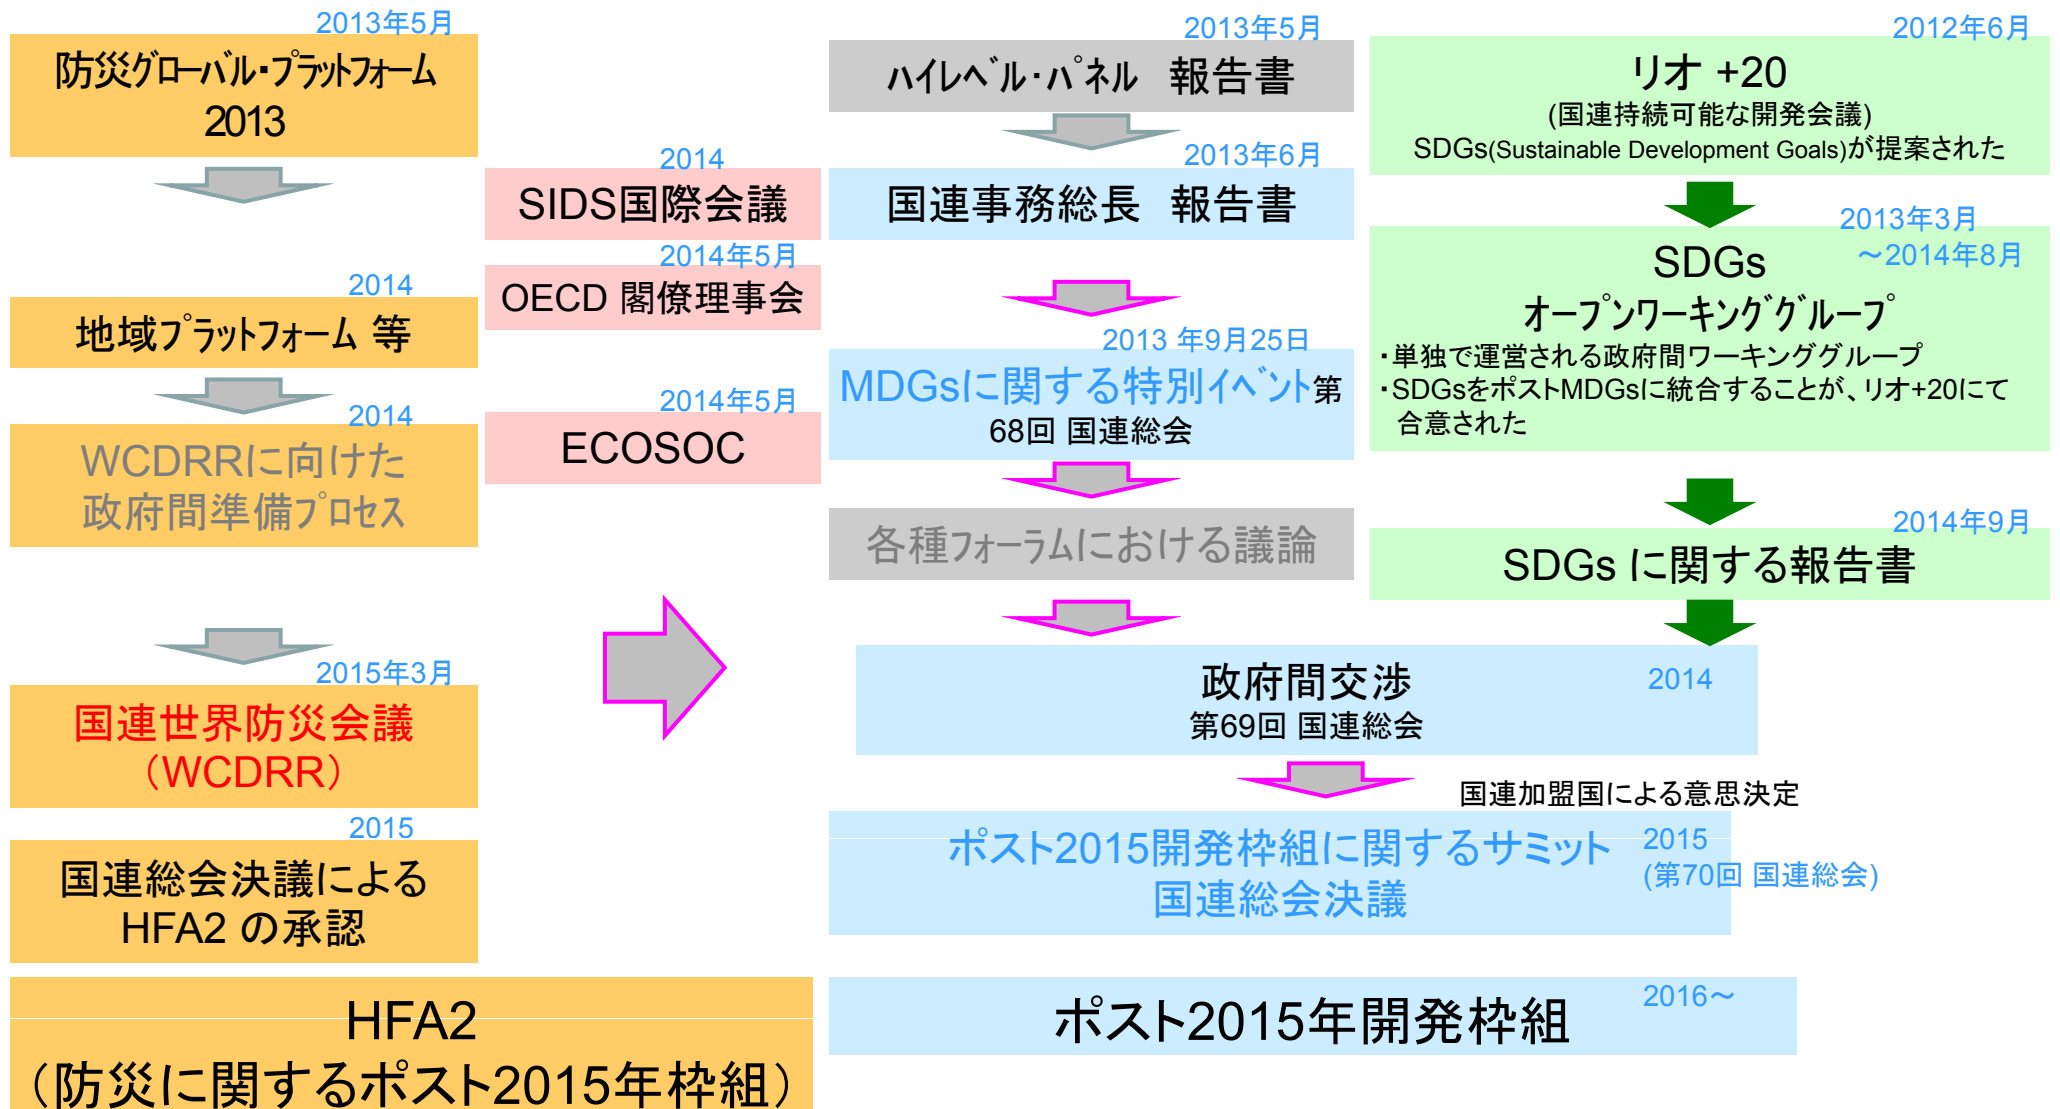 2013年5月
防災グローバル・プラットフォーム
2013
2014
地域プラットフォーム 等
2014
WCDRRに向けた
政府間準備プロセス
2015年3月
国連世界防災会議
（WCDRR）
2015
国連総会決議による
HFA2 の承認
HFA2
（防災に関するポスト2015年枠組）
2014
SIDS国際会議
2014年5月
OECD 閣僚理事会
2014年5月
ECOSOC
2013年5月
ハイレベル・パネル　報告書
2013年6月
国連事務総長　報告書
2013 年9月25日
MDGsに関する特別イベント第
68回 国連総会
各種フォーラムにおける議論
2012年6月
リオ +20
(国連持続可能な開発会議)
SDGs(Sustainable Development Goals)が提案された
2013年3月
～2014年8月
SDGs
オープンワーキンググループ
・単独で運営される政府間ワーキンググループ
・SDGsをポストMDGsに統合することが、リオ+20にて
合意された
2014年9月
SDGs に関する報告書
政府間交渉
2014
第69回 国連総会
国連加盟国による意思決定
ポスト2015開発枠組に関するサミット
国連総会決議
2015
(第70回 国連総会)
ポスト2015年開発枠組
2016～